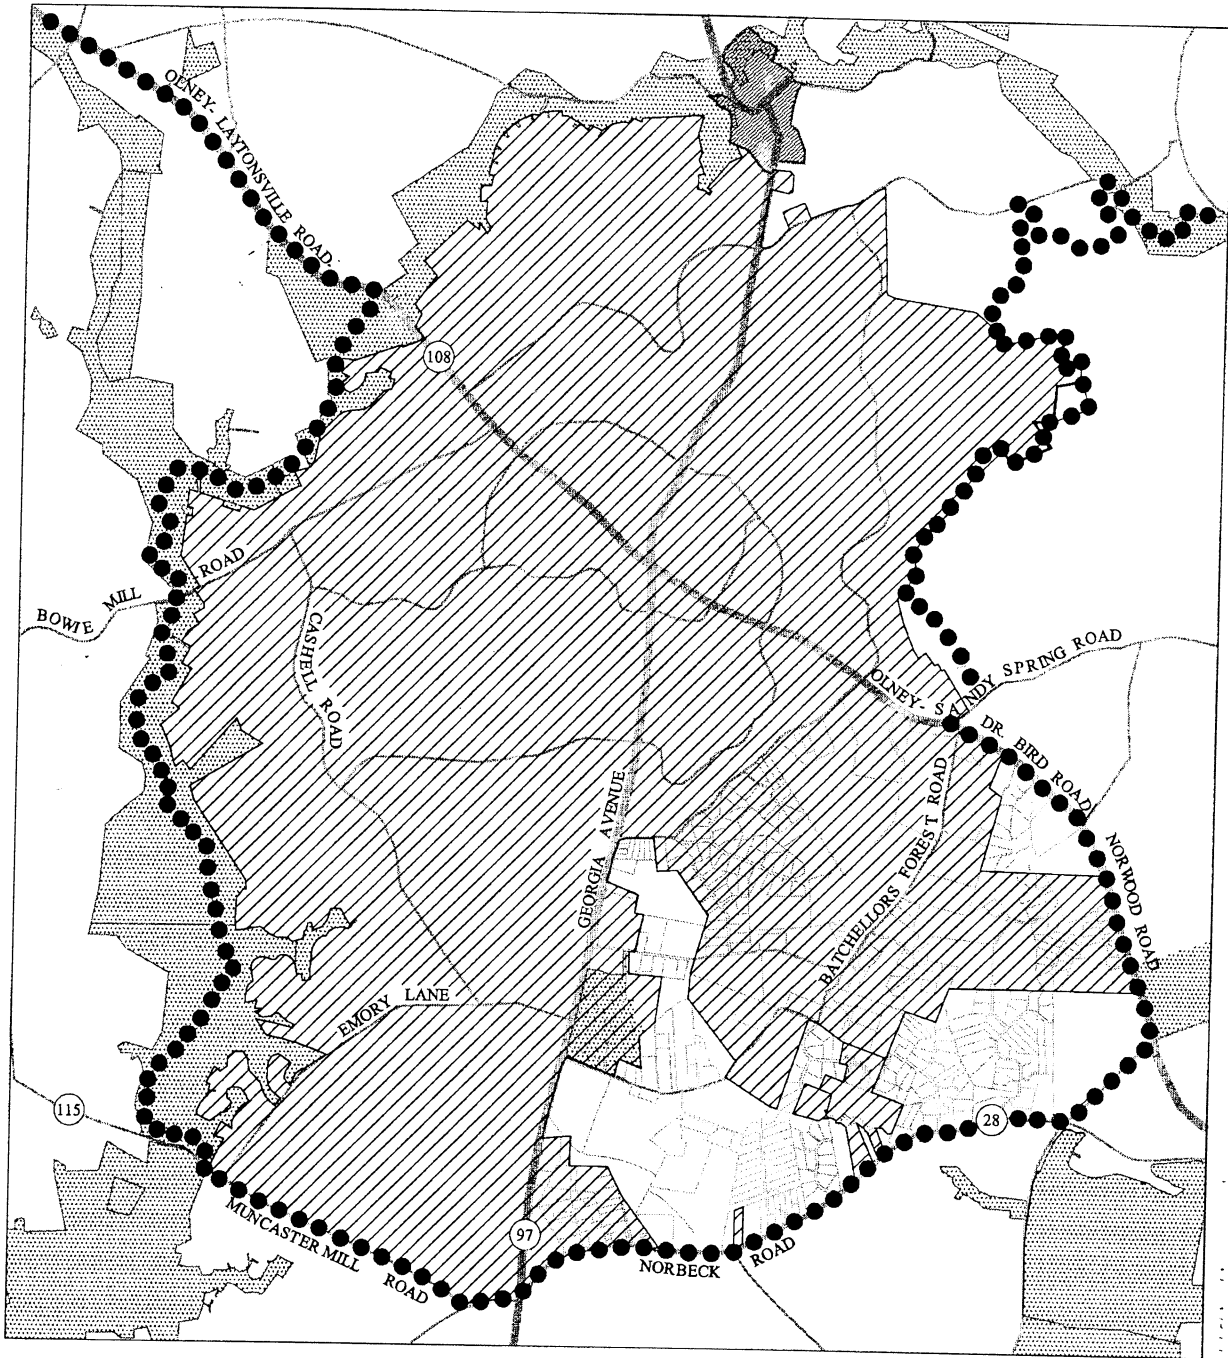 OLNEY- LAYTONSVILLE ROAD
108
BOWIE MILL ROAD
CASHELL ROAD
OLNEY- SANDY SPRING ROAD
DR. BIRD ROAD
GEORGIA AVENUE
BATCHELLORS FOREST ROAD
NORWOOD ROAD
EMORY LANE
115
28
MUNCASTER MILL ROAD
97
NORBECK ROAD